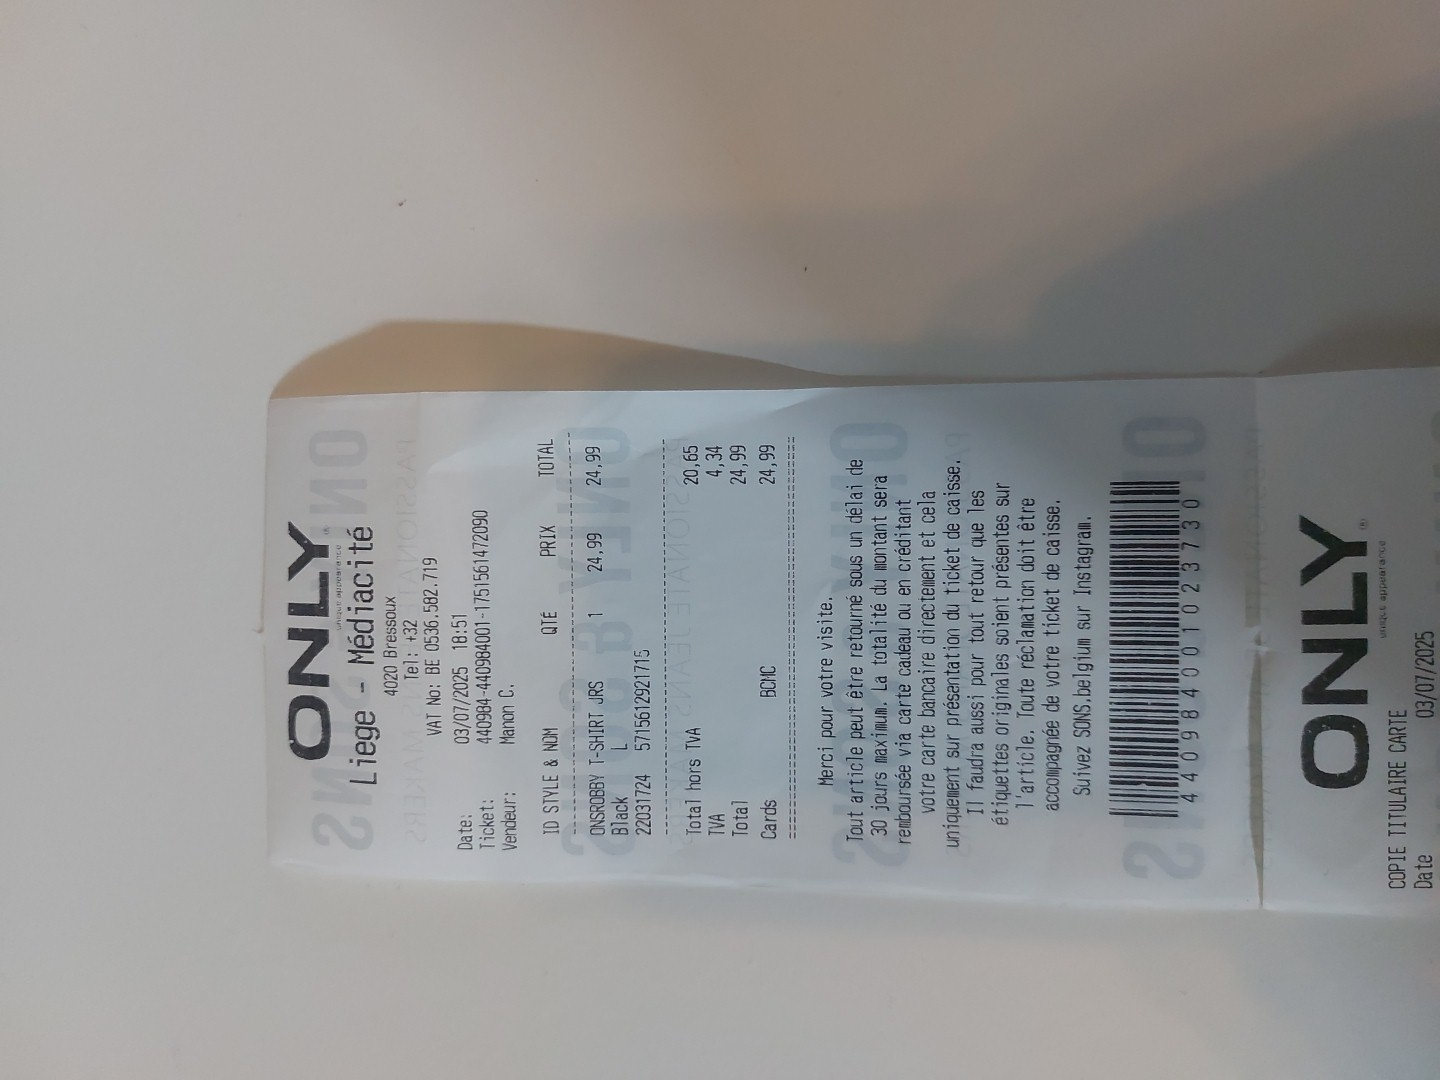 ONLY
unique appearance
Liege - Médiacité
4020 Bressoux
Tel: +32
VAT No: BE 0536.582.719
Date: 03/07/2025 18:51
Ticket: 440984-440984001-1751561472090
Vendeur: Manon C.
ID STYLE & NOM QTÉ PRIX TOTAL
ONSROBBY T-SHIRT JRS 1 24,99 24,99
Black L
22031724 5715612921715
Total hors TVA 20,65
TVA 4,34
Total 24,99
Cards BCMC 24,99
Merci pour votre visite.
Tout article peut être retourné sous un délai de
30 jours maximum. La totalité du montant sera
remboursée via carte cadeau ou en créditant
votre carte bancaire directement et cela
uniquement sur présentation du ticket de caisse.
Il faudra aussi pour tout retour que les
étiquettes originales soient présentes sur
l'article. Toute réclamation doit être
accompagnée de votre ticket de caisse.
Suivez SONS.belgium sur Instagram.
440984001023730
ONLY
unique appearance
COPIE TITULAIRE CARTE
Date 03/07/2025